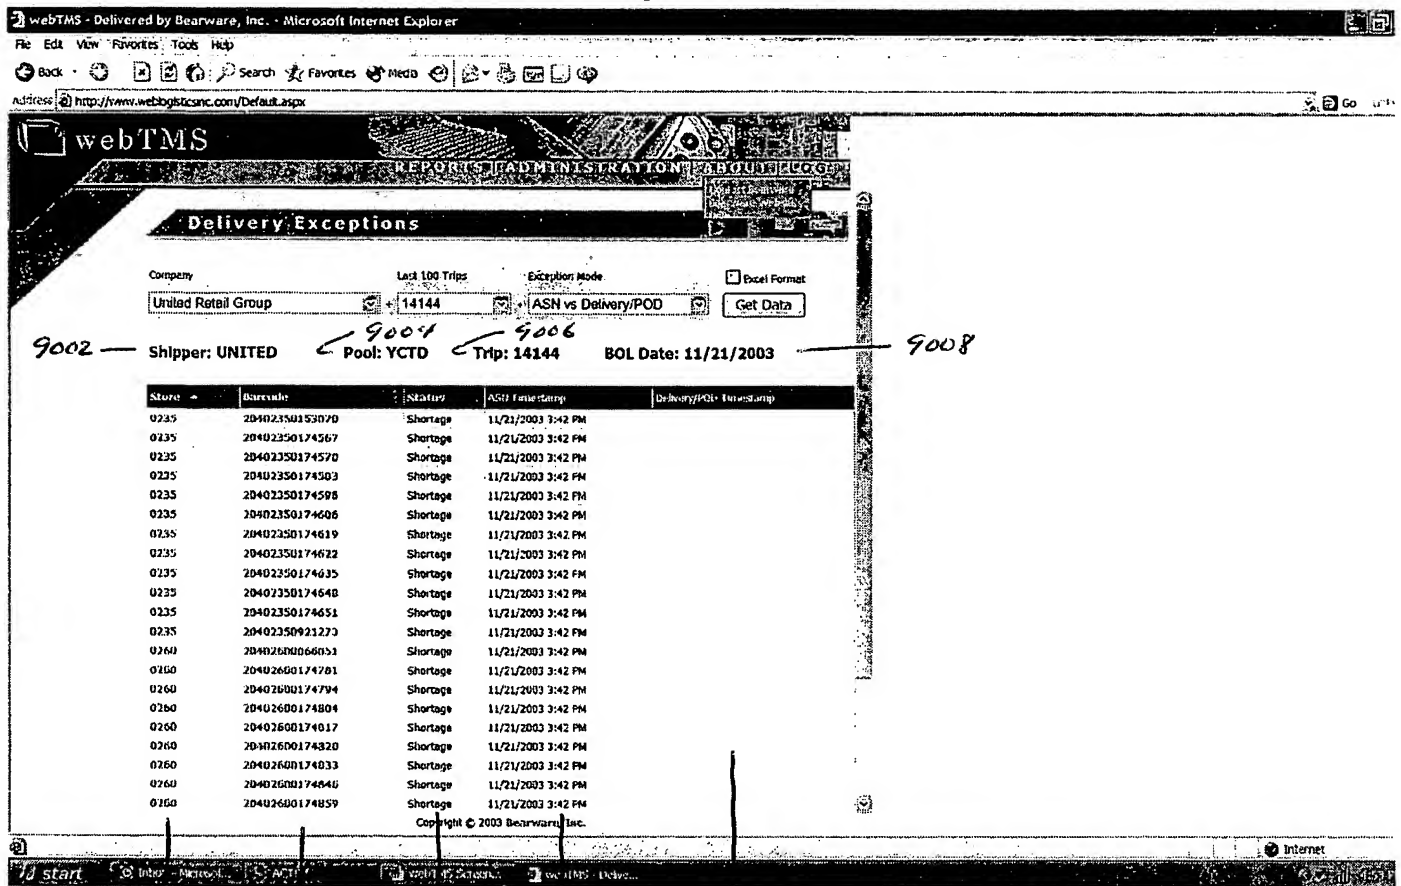 webTMS - Delivered by Bearware, Inc. - Microsoft Internet Explorer
File Edit View Favorites Tools Help
Back Search Favorites Media
Address http://www.weblogisticsinc.com/Default.aspx Go
webTMS
REPORTS | ADMINISTRATION | ABOUT | LOG
Delivery Exceptions
Company Last 100 Trips Exception Mode Excel Format
United Retail Group + 14144 + ASN vs Delivery/POD Get Data
9004 9006
9002 Shipper: UNITED Pool: YCTD Trip: 14144 BOL Date: 11/21/2003 9008
Store Barcode Status ASN Timestamp Delivery/POD Timestamp
0235 20402350153070 Shortage 11/21/2003 3:42 PM
0235 20402350174567 Shortage 11/21/2003 3:42 PM
0235 20402350174570 Shortage 11/21/2003 3:42 PM
0235 Shortage 11/21/2003 3:42 PM
0235 20402350174598 Shortage 11/21/2003 3:42 PM
0235 20402350174606 Shortage 11/21/2003 3:42 PM
0235 20402350174619 Shortage 11/21/2003 3:42 PM
0235 20402350174622 Shortage 11/21/2003 3:42 PM
0235 20402350174635 Shortage 11/21/2003 3:42 PM
0235 20402350174648 Shortage 11/21/2003 3:42 PM
0235 20402350174651 Shortage 11/21/2003 3:42 PM
0235 20402350921273 Shortage 11/21/2003 3:42 PM
0260 Shortage 11/21/2003 3:42 PM
0260 20402600174781 Shortage 11/21/2003 3:42 PM
0260 20402600174794 Shortage 11/21/2003 3:42 PM
0260 20402600174804 Shortage 11/21/2003 3:42 PM
0260 20402600174817 Shortage 11/21/2003 3:42 PM
0260 20402600174820 Shortage 11/21/2003 3:42 PM
0260 20402600174833 Shortage 11/21/2003 3:42 PM
0260 20402600174846 Shortage 11/21/2003 3:42 PM
0260 20402600174859 Shortage 11/21/2003 3:42 PM
Copyright © 2003 Bearware, Inc.
Internet
start Inbox - Microsof... ACT! webTMS Screen... webTMS - Delive...